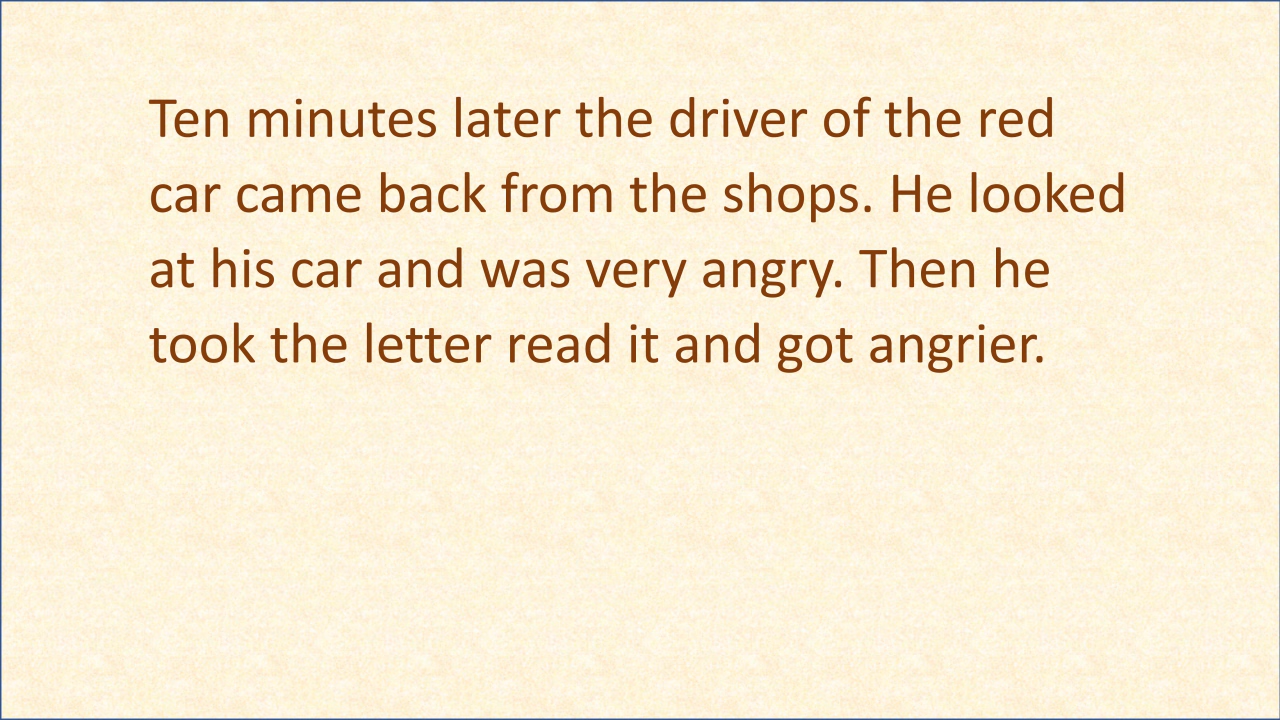 Ten minutes later the driver of the red
car came back from the shops. He looked
at his car and was very angry. Then he
took the letter read it and got angrier.